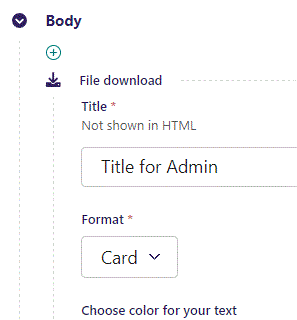 Body
File download
Title *
Not shown in HTML
Title for Admin
Format *
Card
Choose color for your text